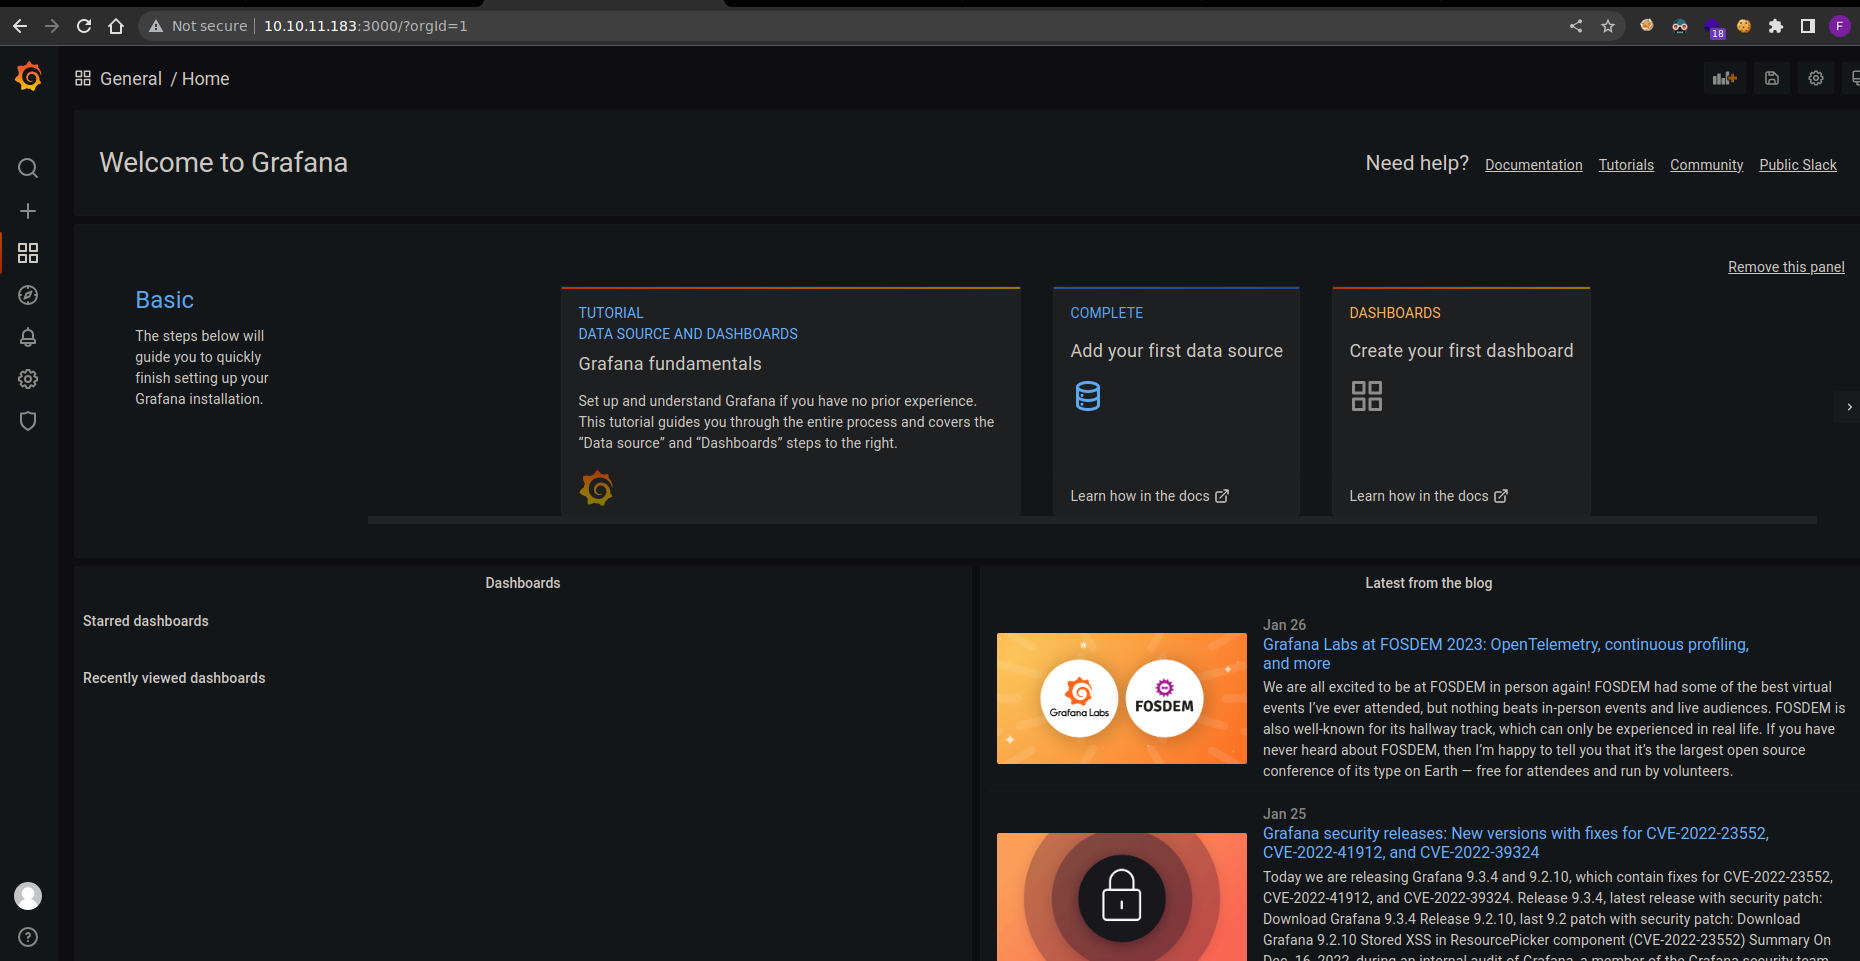 Not secure
10.10.11.183:3000/?orgId=1
18
F
General / Home
Welcome to Grafana
Need help? Documentation Tutorials Community Public Slack
Remove this panel
Basic
The steps below will
guide you to quickly
finish setting up your
Grafana installation.
TUTORIAL
DATA SOURCE AND DASHBOARDS
Grafana fundamentals
Set up and understand Grafana if you have no prior experience.
This tutorial guides you through the entire process and covers the
“Data source” and “Dashboards” steps to the right.
COMPLETE
Add your first data source
Learn how in the docs
DASHBOARDS
Create your first dashboard
Learn how in the docs
Dashboards
Starred dashboards
Recently viewed dashboards
Latest from the blog
Grafana Labs
FOSDEM
Jan 26
Grafana Labs at FOSDEM 2023: OpenTelemetry, continuous profiling,
and more
We are all excited to be at FOSDEM in person again! FOSDEM had some of the best virtual
events I’ve ever attended, but nothing beats in-person events and live audiences. FOSDEM is
also well-known for its hallway track, which can only be experienced in real life. If you have
never heard about FOSDEM, then I’m happy to tell you that it’s the largest open source
conference of its type on Earth — free for attendees and run by volunteers.
Jan 25
Grafana security releases: New versions with fixes for CVE-2022-23552,
CVE-2022-41912, and CVE-2022-39324
Today we are releasing Grafana 9.3.4 and 9.2.10, which contain fixes for CVE-2022-23552,
CVE-2022-41912, and CVE-2022-39324. Release 9.3.4, latest release with security patch:
Download Grafana 9.3.4 Release 9.2.10, last 9.2 patch with security patch: Download
Grafana 9.2.10 Stored XSS in ResourcePicker component (CVE-2022-23552) Summary On
Dec. 16, 2022, during an internal audit of Grafana, a member of the Grafana security team